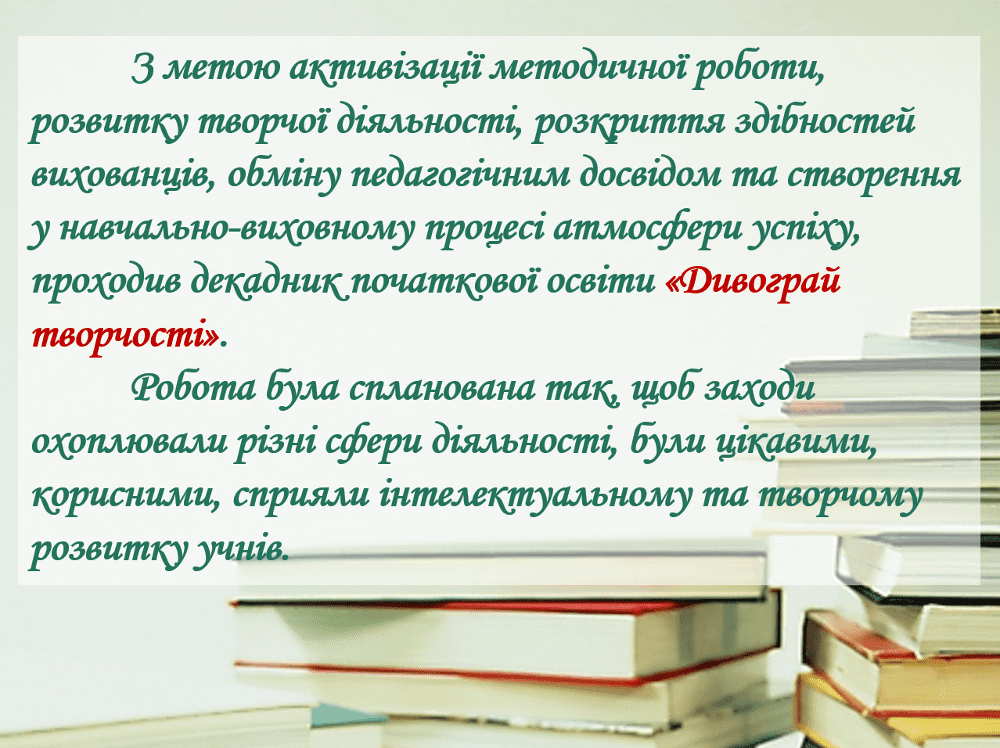 З метою активізації методичної роботи,
розвитку творчої діяльності, розкриття здібностей
вихованців, обміну педагогічним досвідом та створення
у навчально-виховному процесі атмосфери успіху,
проходив декадник початкової освіти «Дивограй
творчості».
Робота була спланована так, щоб заходи
охоплювали різні сфери діяльності, були цікавими,
корисними, сприяли інтелектуальному та творчому
розвитку учнів.